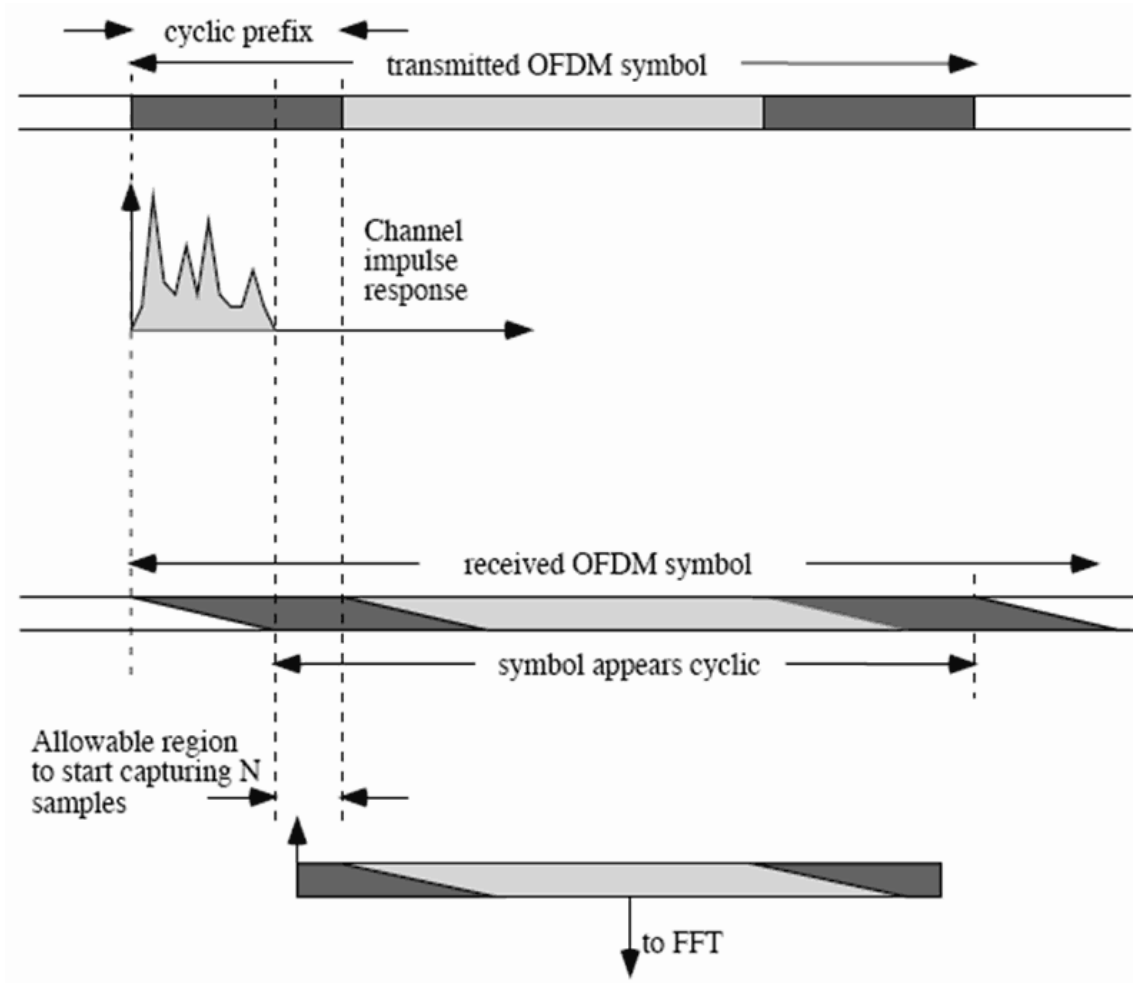 cyclic prefix
transmitted OFDM symbol
Channel
impulse
response
received OFDM symbol
symbol appears cyclic
Allowable region
to start capturing N
samples
to FFT